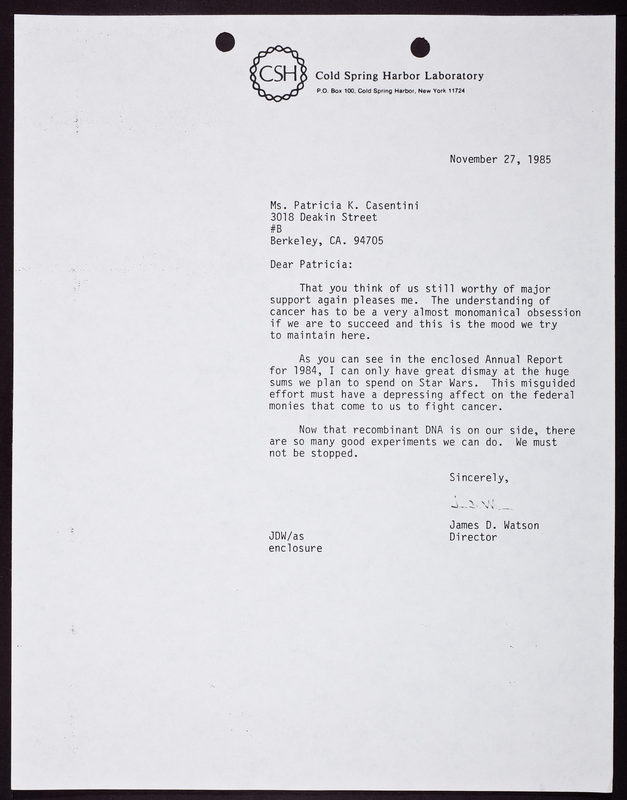 CSH
Cold Spring Harbor Laboratory
P.O. Box 100, Cold Spring Harbor, New York 11724
November 27, 1985
Ms. Patricia K. Casentini
3018 Deakin Street
#B
Berkeley, CA. 94705
Dear Patricia:
That you think of us still worthy of major
support again pleases me. The understanding of
cancer has to be a very almost monomanical obsession
if we are to succeed and this is the mood we try
to maintain here.
As you can see in the enclosed Annual Report
for 1984, I can only have great dismay at the huge
sums we plan to spend on Star Wars. This misguided
effort must have a depressing affect on the federal
monies that come to us to fight cancer.
Now that recombinant DNA is on our side, there
are so many good experiments we can do. We must
not be stopped.
Sincerely,
James D. Watson
Director
JDW/as
enclosure